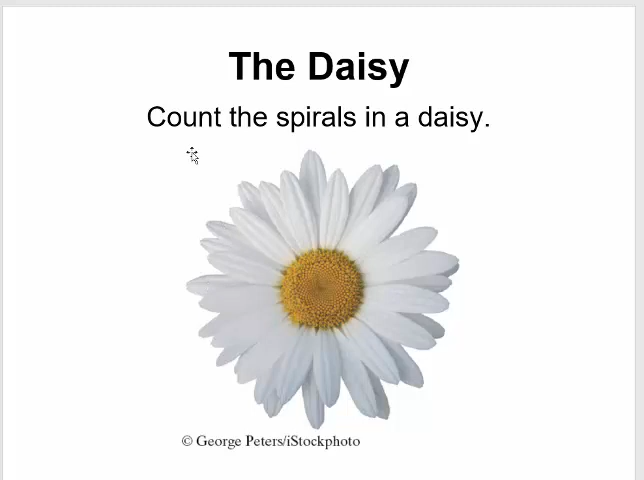 The Daisy
Count the spirals in a daisy.
© George Peters/iStockphoto